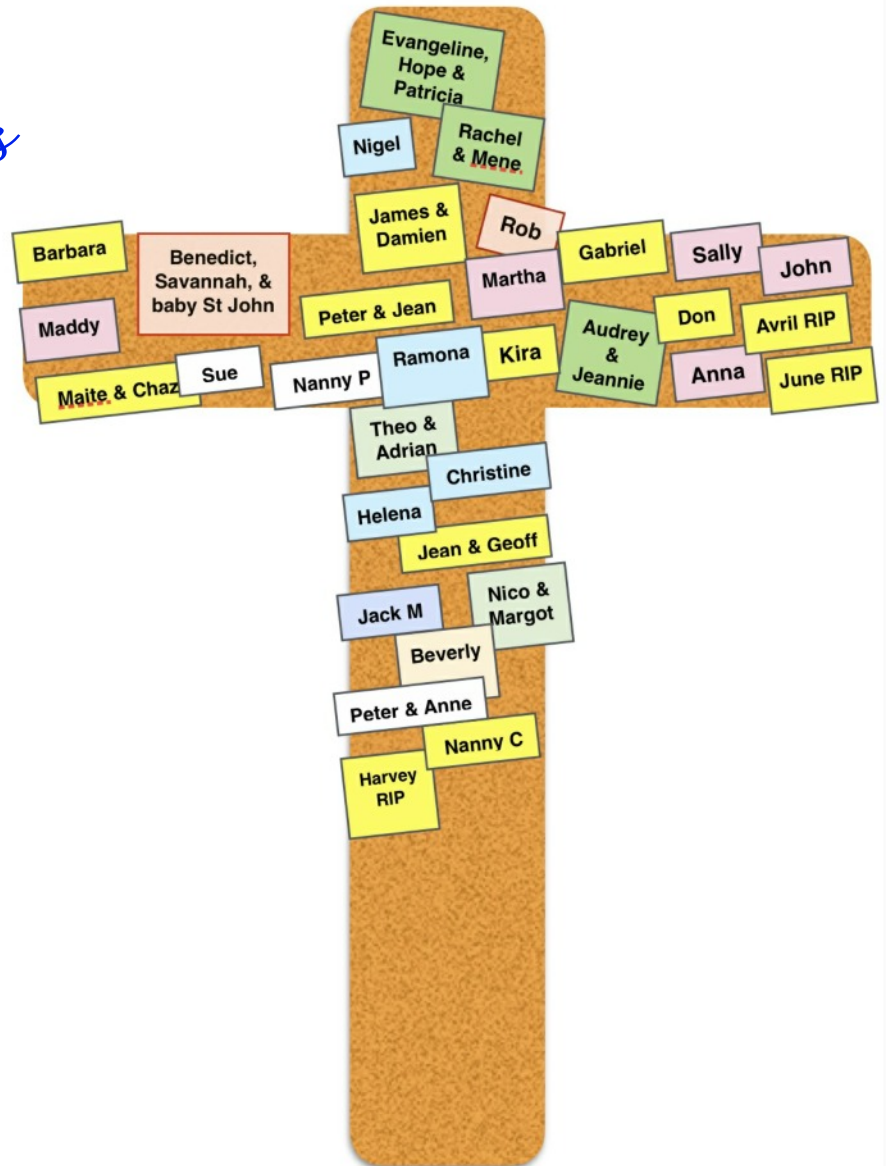 Evangeline,
Hope &
Patricia
Nigel
Rachel
& Mene
James &
Damien
Rob
Barbara
Benedict,
Savannah, &
baby St John
Gabriel
Sally
John
Martha
Maddy
Peter & Jean
Don
Avril RIP
Audrey
&
Jeannie
Maite & Chaz
Sue
Nanny P
Ramona
Kira
Anna
June RIP
Theo &
Adrian
Christine
Helena
Jean & Geoff
Jack M
Nico &
Margot
Beverly
Peter & Anne
Nanny C
Harvey
RIP